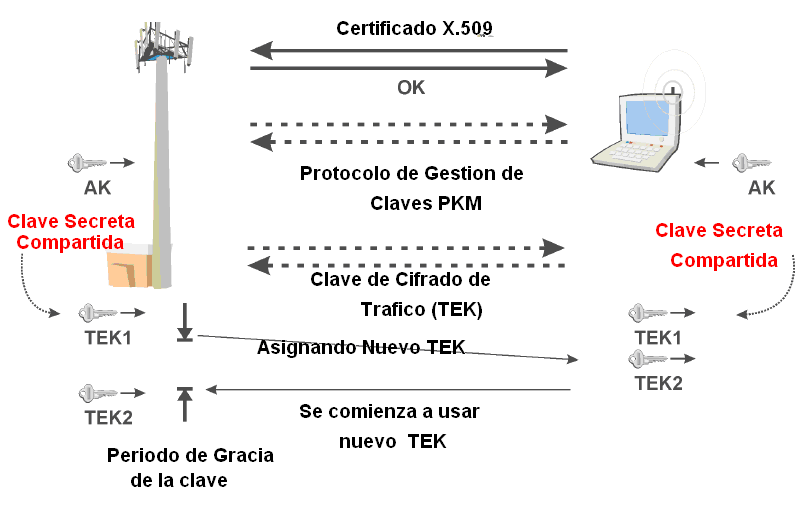 Certificado X.509
OK
Protocolo de Gestion de
Claves PKM
AK
AK
Clave Secreta
Compartida
Clave Secreta
Compartida
Clave de Cifrado de
Trafico (TEK)
TEK1
TEK1
Asignando Nuevo TEK
TEK2
TEK2
Se comienza a usar
nuevo TEK
Periodo de Gracia
de la clave